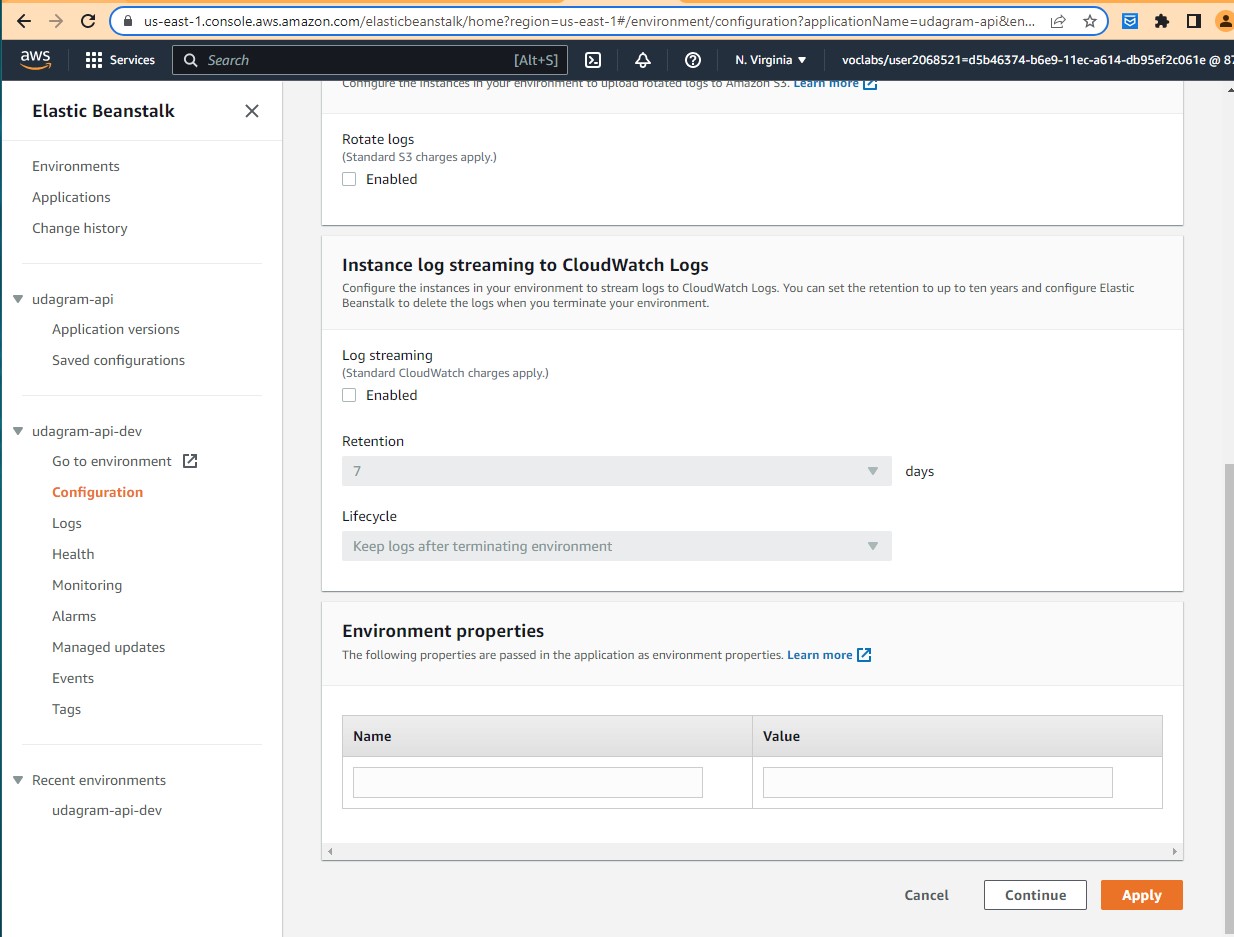 us-east-1.console.aws.amazon.com/elasticbeanstalk/home?region=us-east-1#/environment/configuration?applicationName=udagram-api&en...
aws
Services
Search
[Alt+S]
N. Virginia
voclabs/user2068521=d5b46374-b6e9-11ec-a614-db95ef2c061e @ 87
Elastic Beanstalk
Environments
Applications
Change history
udagram-api
Application versions
Saved configurations
udagram-api-dev
Go to environment
Configuration
Logs
Health
Monitoring
Alarms
Managed updates
Events
Tags
Recent environments
udagram-api-dev
Configure the instances in your environment to upload rotated logs to Amazon S3. Learn more
Rotate logs
(Standard S3 charges apply.)
Enabled
Instance log streaming to CloudWatch Logs
Configure the instances in your environment to stream logs to CloudWatch Logs. You can set the retention to up to ten years and configure Elastic
Beanstalk to delete the logs when you terminate your environment.
Log streaming
(Standard CloudWatch charges apply.)
Enabled
Retention
7
days
Lifecycle
Keep logs after terminating environment
Environment properties
The following properties are passed in the application as environment properties. Learn more
Name
Value
Cancel
Continue
Apply